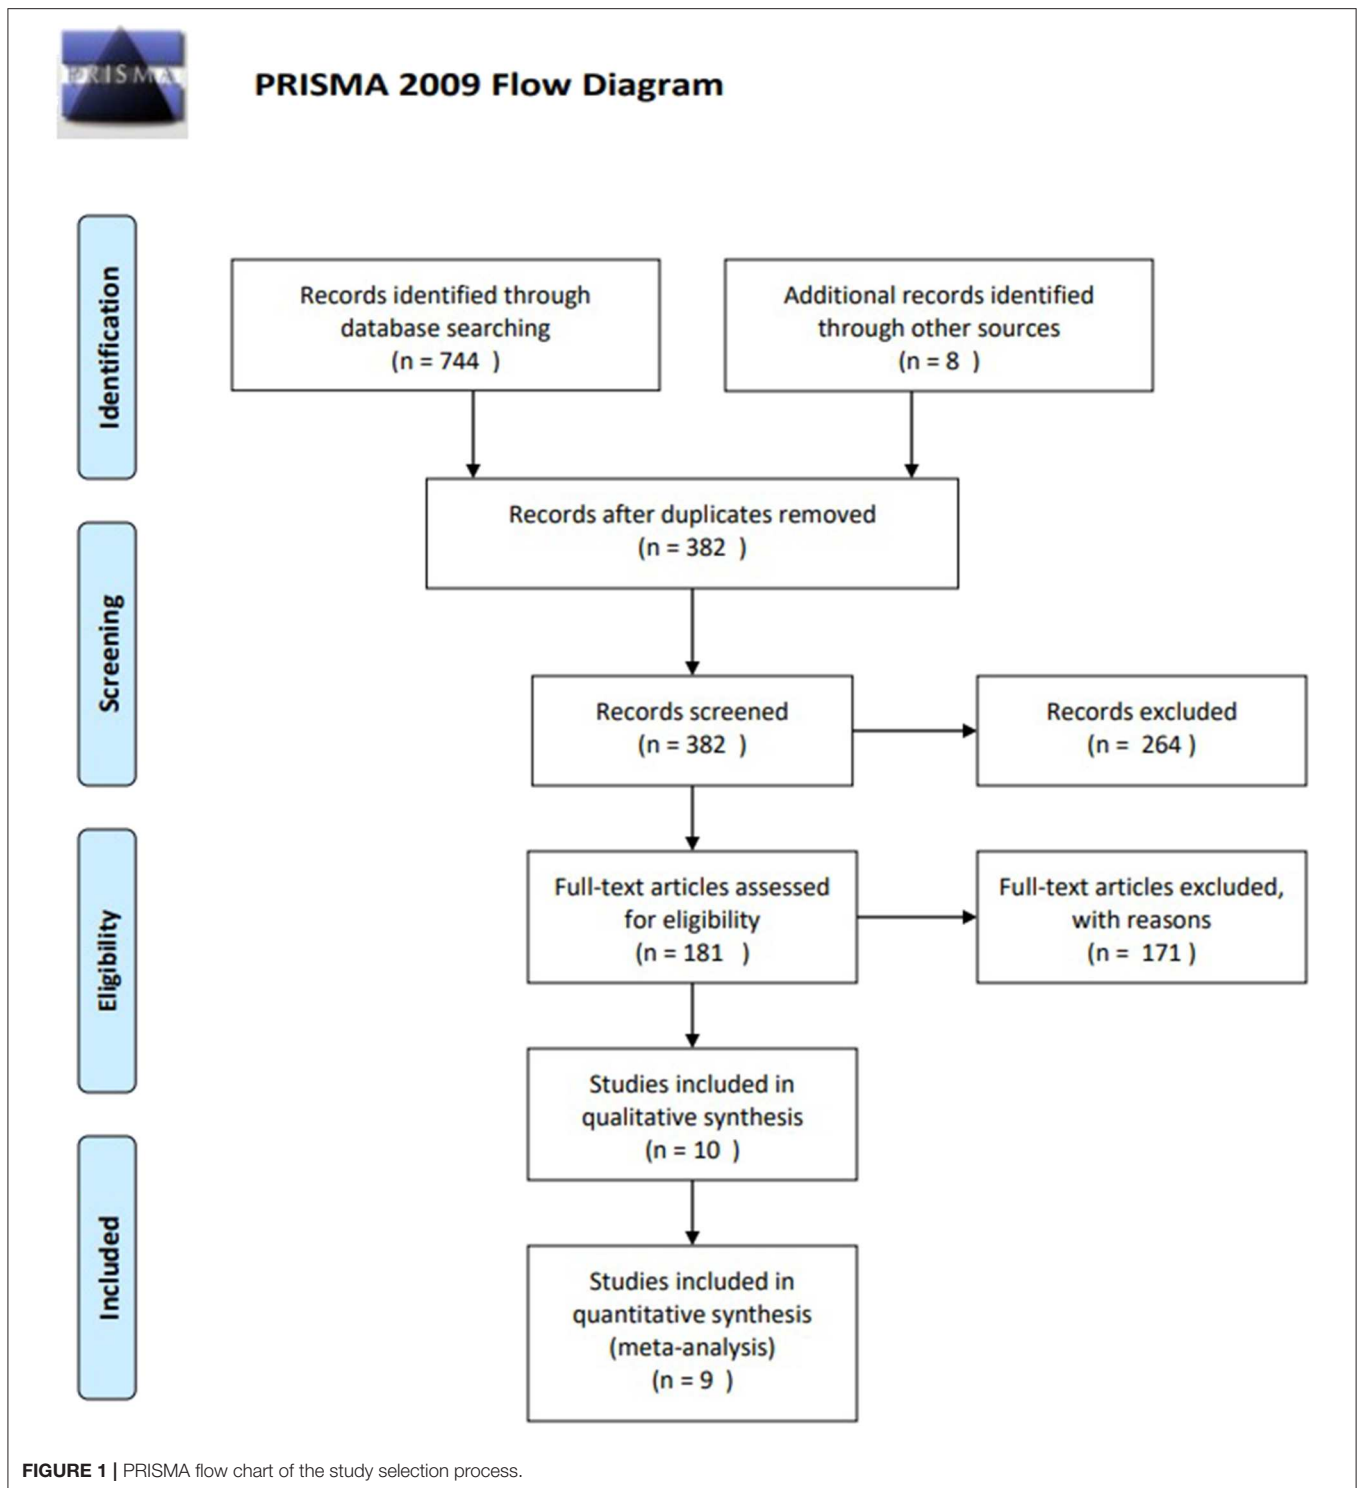 PRISMA
PRISMA 2009 Flow Diagram
Identification
Records identified through
database searching
(n = 744 )
Additional records identified
through other sources
(n = 8 )
Records after duplicates removed
(n = 382 )
Screening
Records screened
(n = 382 )
Records excluded
(n = 264 )
Eligibility
Full-text articles assessed
for eligibility
(n = 181 )
Full-text articles excluded,
with reasons
(n = 171 )
Studies included in
qualitative synthesis
(n = 10 )
Included
Studies included in
quantitative synthesis
(meta-analysis)
(n = 9 )
FIGURE 1 | PRISMA flow chart of the study selection process.